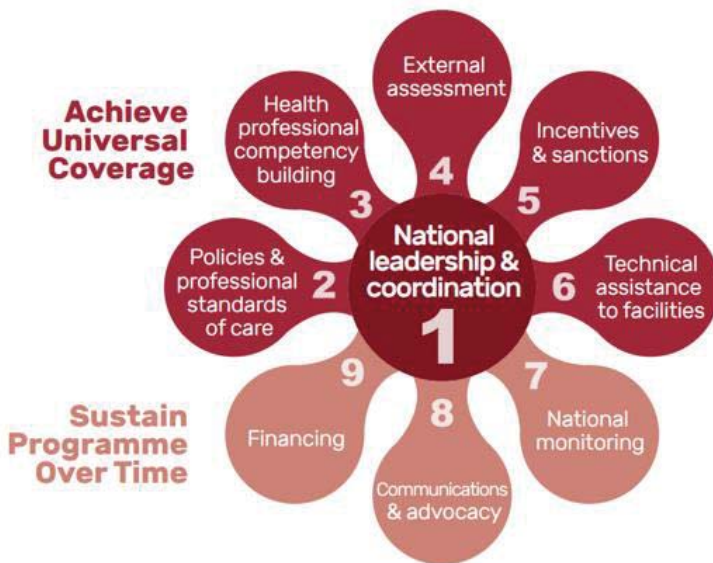 Achieve
Universal
Coverage
National
leadership &
coordination
1
Policies &
professional
standards
of care
2
Health
professional
competency
building
3
External
assessment
4
Incentives
& sanctions
5
Technical
assistance
to facilities
6
Sustain
Programme
Over Time
National
monitoring
7
Communications
& advocacy
8
Financing
9